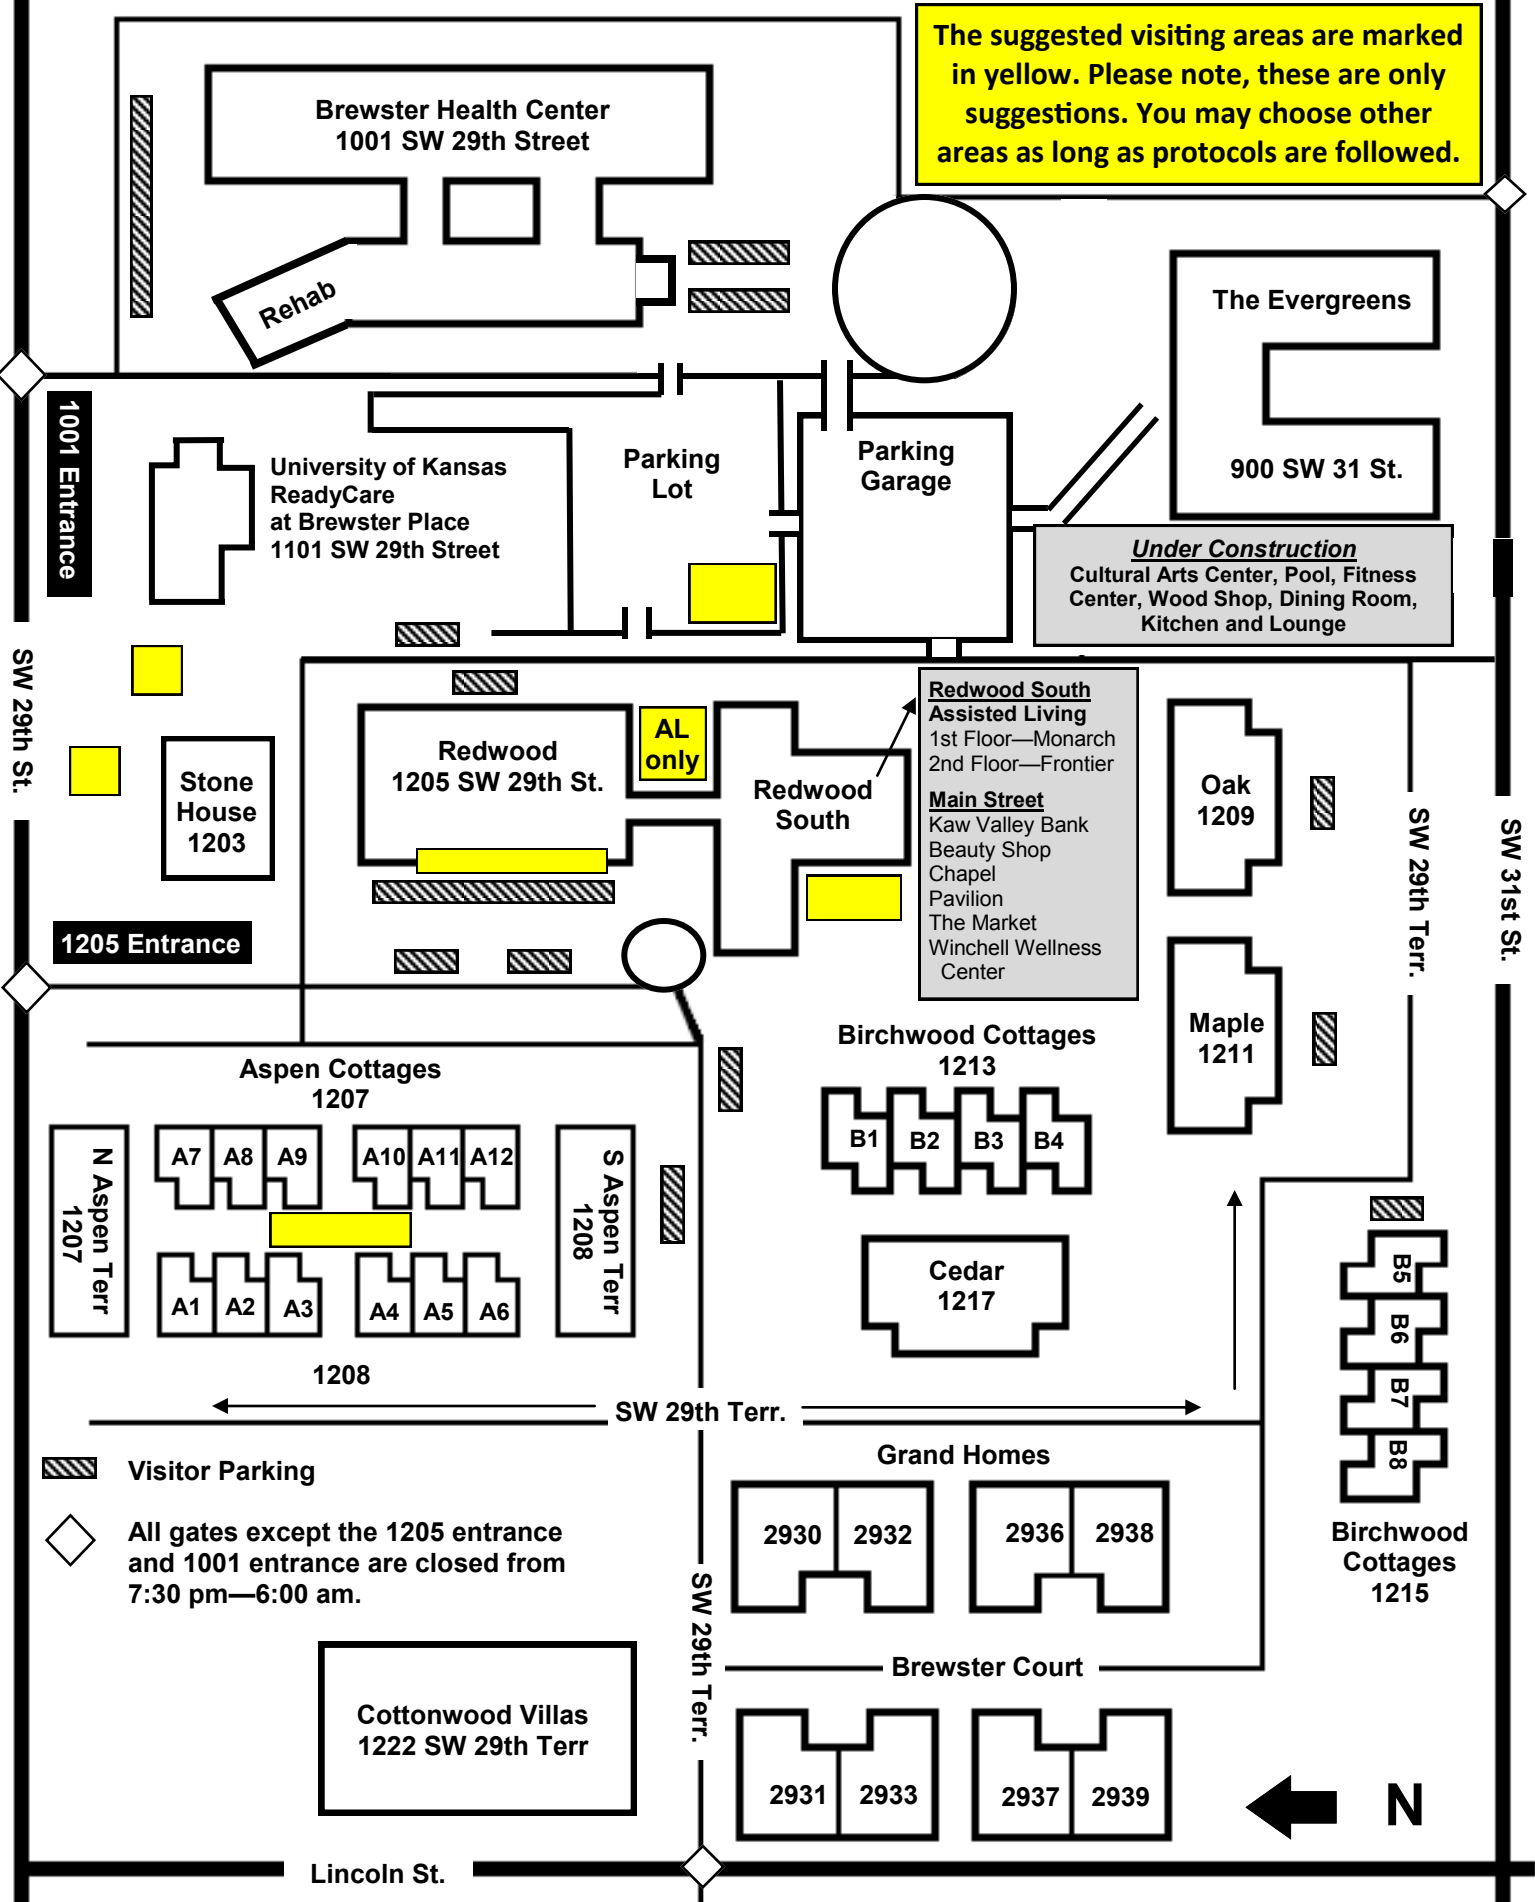 The suggested visiting areas are marked
in yellow. Please note, these are only
suggestions. You may choose other
areas as long as protocols are followed.
Brewster Health Center
1001 SW 29th Street
Rehab
The Evergreens
900 SW 31 St.
1001 Entrance
University of Kansas
ReadyCare
at Brewster Place
1101 SW 29th Street
Parking
Lot
Parking
Garage
Under Construction
Cultural Arts Center, Pool, Fitness
Center, Wood Shop, Dining Room,
Kitchen and Lounge
SW 29th St.
Stone
House
1203
Redwood
1205 SW 29th St.
AL
only
Redwood
South
Redwood South
Assisted Living
1st Floor—Monarch
2nd Floor—Frontier
Main Street
Kaw Valley Bank
Beauty Shop
Chapel
Pavilion
The Market
Winchell Wellness
Center
Oak
1209
SW 29th Terr.
SW 31st St.
1205 Entrance
Maple
1211
Aspen Cottages
1207
Birchwood Cottages
1213
N Aspen Terr
1207
A7
A8
A9
A10
A11
A12
S Aspen Terr
1208
B1
B2
B3
B4
A1
A2
A3
A4
A5
A6
1208
Cedar
1217
B5
B6
B7
B8
Birchwood
Cottages
1215
SW 29th Terr.
Visitor Parking
All gates except the 1205 entrance
and 1001 entrance are closed from
7:30 pm—6:00 am.
Grand Homes
2930
2932
2936
2938
SW 29th Terr.
Brewster Court
Cottonwood Villas
1222 SW 29th Terr
2931
2933
2937
2939
N
Lincoln St.